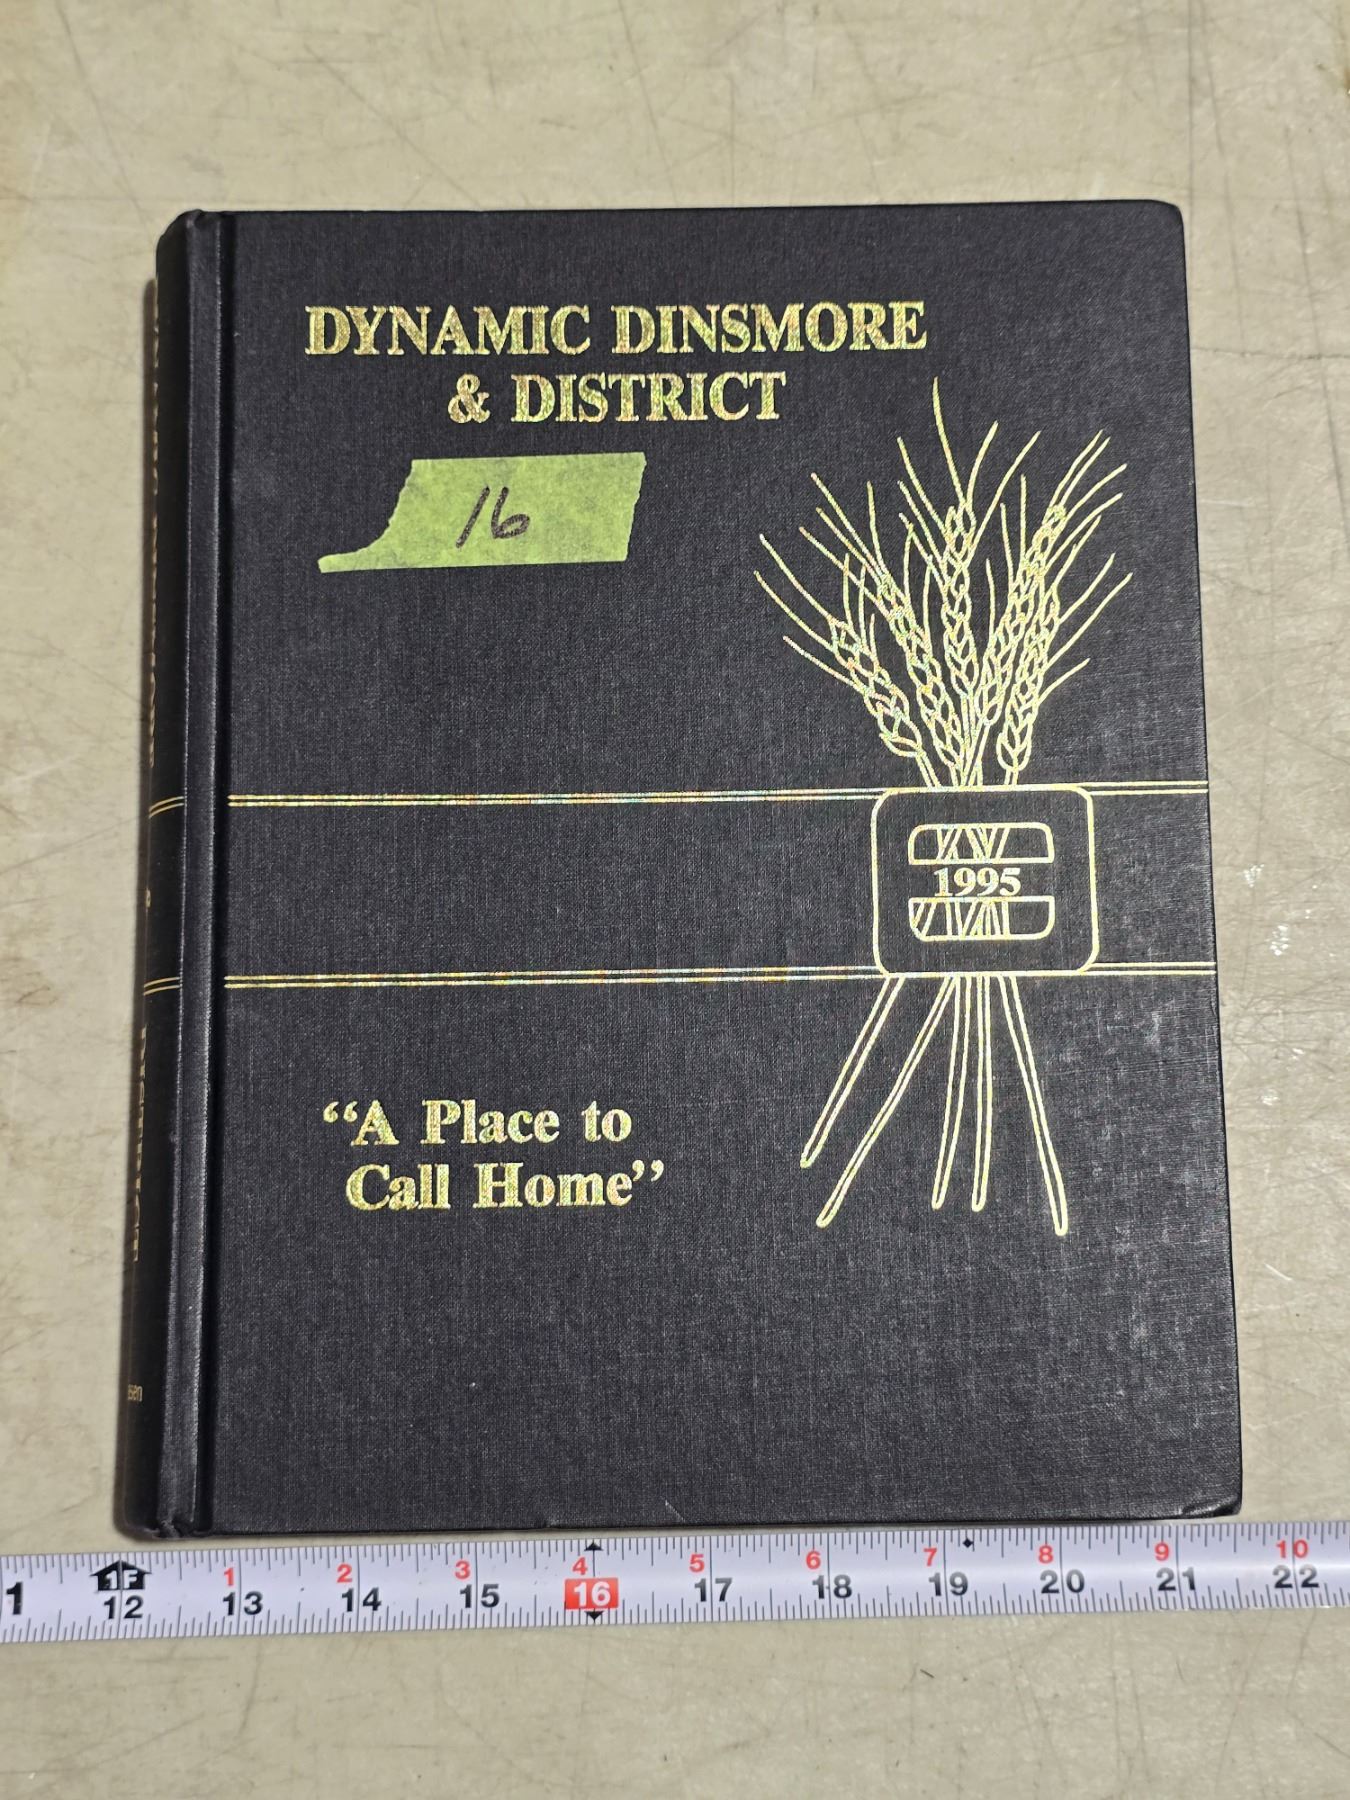 DYNAMIC DINSMORE
& DISTRICT
16
1995
“A Place to
Call Home”
1 2 3 4 5 6 7 8 9 10
1 1F 12 13 14 15 16 17 18 19 20 21 22